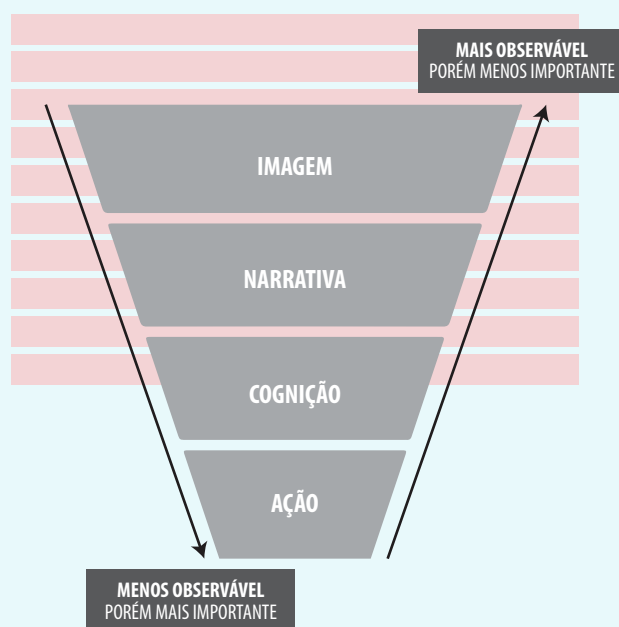 MAIS OBSERVÁVEL
PORÉM MENOS IMPORTANTE
IMAGEM
NARRATIVA
COGNIÇÃO
AÇÃO
MENOS OBSERVÁVEL
PORÉM MAIS IMPORTANTE